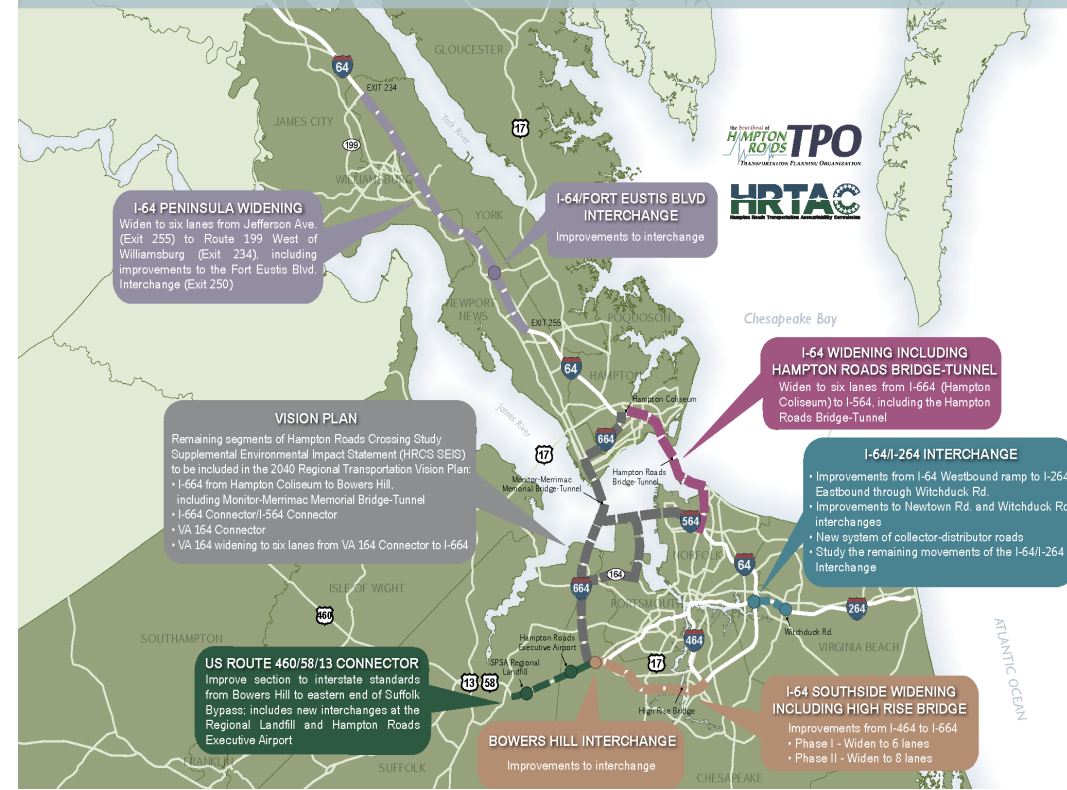 GLOUCESTER
64
EXIT 234
JAMES CITY
17
York River
199
WILLIAMSBURG
the heartbeat of
HAMPTON
ROADS TPO
TRANSPORTATION PLANNING ORGANIZATION
HRTAC
Hampton Roads Transportation Accountability Commission
I-64 PENINSULA WIDENING
Widen to six lanes from Jefferson Ave.
(Exit 255) to Route 199 West of
Williamsburg (Exit 234), including
improvements to the Fort Eustis Blvd.
Interchange (Exit 250)
YORK
I-64/FORT EUSTIS BLVD
INTERCHANGE
Improvements to interchange
NEWPORT
NEWS
EXIT 255
POQUOSON
Chesapeake Bay
64
HAMPTON
Hampton Coliseum
I-64 WIDENING INCLUDING
HAMPTON ROADS BRIDGE-TUNNEL
Widen to six lanes from I-664 (Hampton
Coliseum) to I-564, including the Hampton
Roads Bridge-Tunnel
James River
664
17
VISION PLAN
Remaining segments of Hampton Roads Crossing Study
Supplemental Environmental Impact Statement (HRCS SEIS)
to be included in the 2040 Regional Transportation Vision Plan:
• I-664 from Hampton Coliseum to Bowers Hill,
including Monitor-Merrimac Memorial Bridge-Tunnel
• I-664 Connector/I-564 Connector
• VA 164 Connector
• VA 164 widening to six lanes from VA 164 Connector to I-664
Monitor-Merrimac
Memorial Bridge-Tunnel
Hampton Roads
Bridge-Tunnel
I-64/I-264 INTERCHANGE
• Improvements from I-64 Westbound ramp to I-264
Eastbound through Witchduck Rd.
• Improvements to Newtown Rd. and Witchduck Rd
interchanges
• New system of collector-distributor roads
• Study the remaining movements of the I-64/I-264
Interchange
564
NORFOLK
64
164
664
ISLE OF WIGHT
PORTSMOUTH
264
460
Witchduck Rd.
SOUTHAMPTON
464
VIRGINIA BEACH
ATLANTIC OCEAN
Hampton Roads
Executive Airport
SPSA Regional
Landfill
17
13
58
US ROUTE 460/58/13 CONNECTOR
Improve section to interstate standards
from Bowers Hill to eastern end of Suffolk
Bypass; includes new interchanges at the
Regional Landfill and Hampton Roads
Executive Airport
High Rise Bridge
I-64 SOUTHSIDE WIDENING
INCLUDING HIGH RISE BRIDGE
Improvements from I-464 to I-664
• Phase I - Widen to 6 lanes
• Phase II - Widen to 8 lanes
BOWERS HILL INTERCHANGE
Improvements to interchange
FRANKLIN
SUFFOLK
CHESAPEAKE